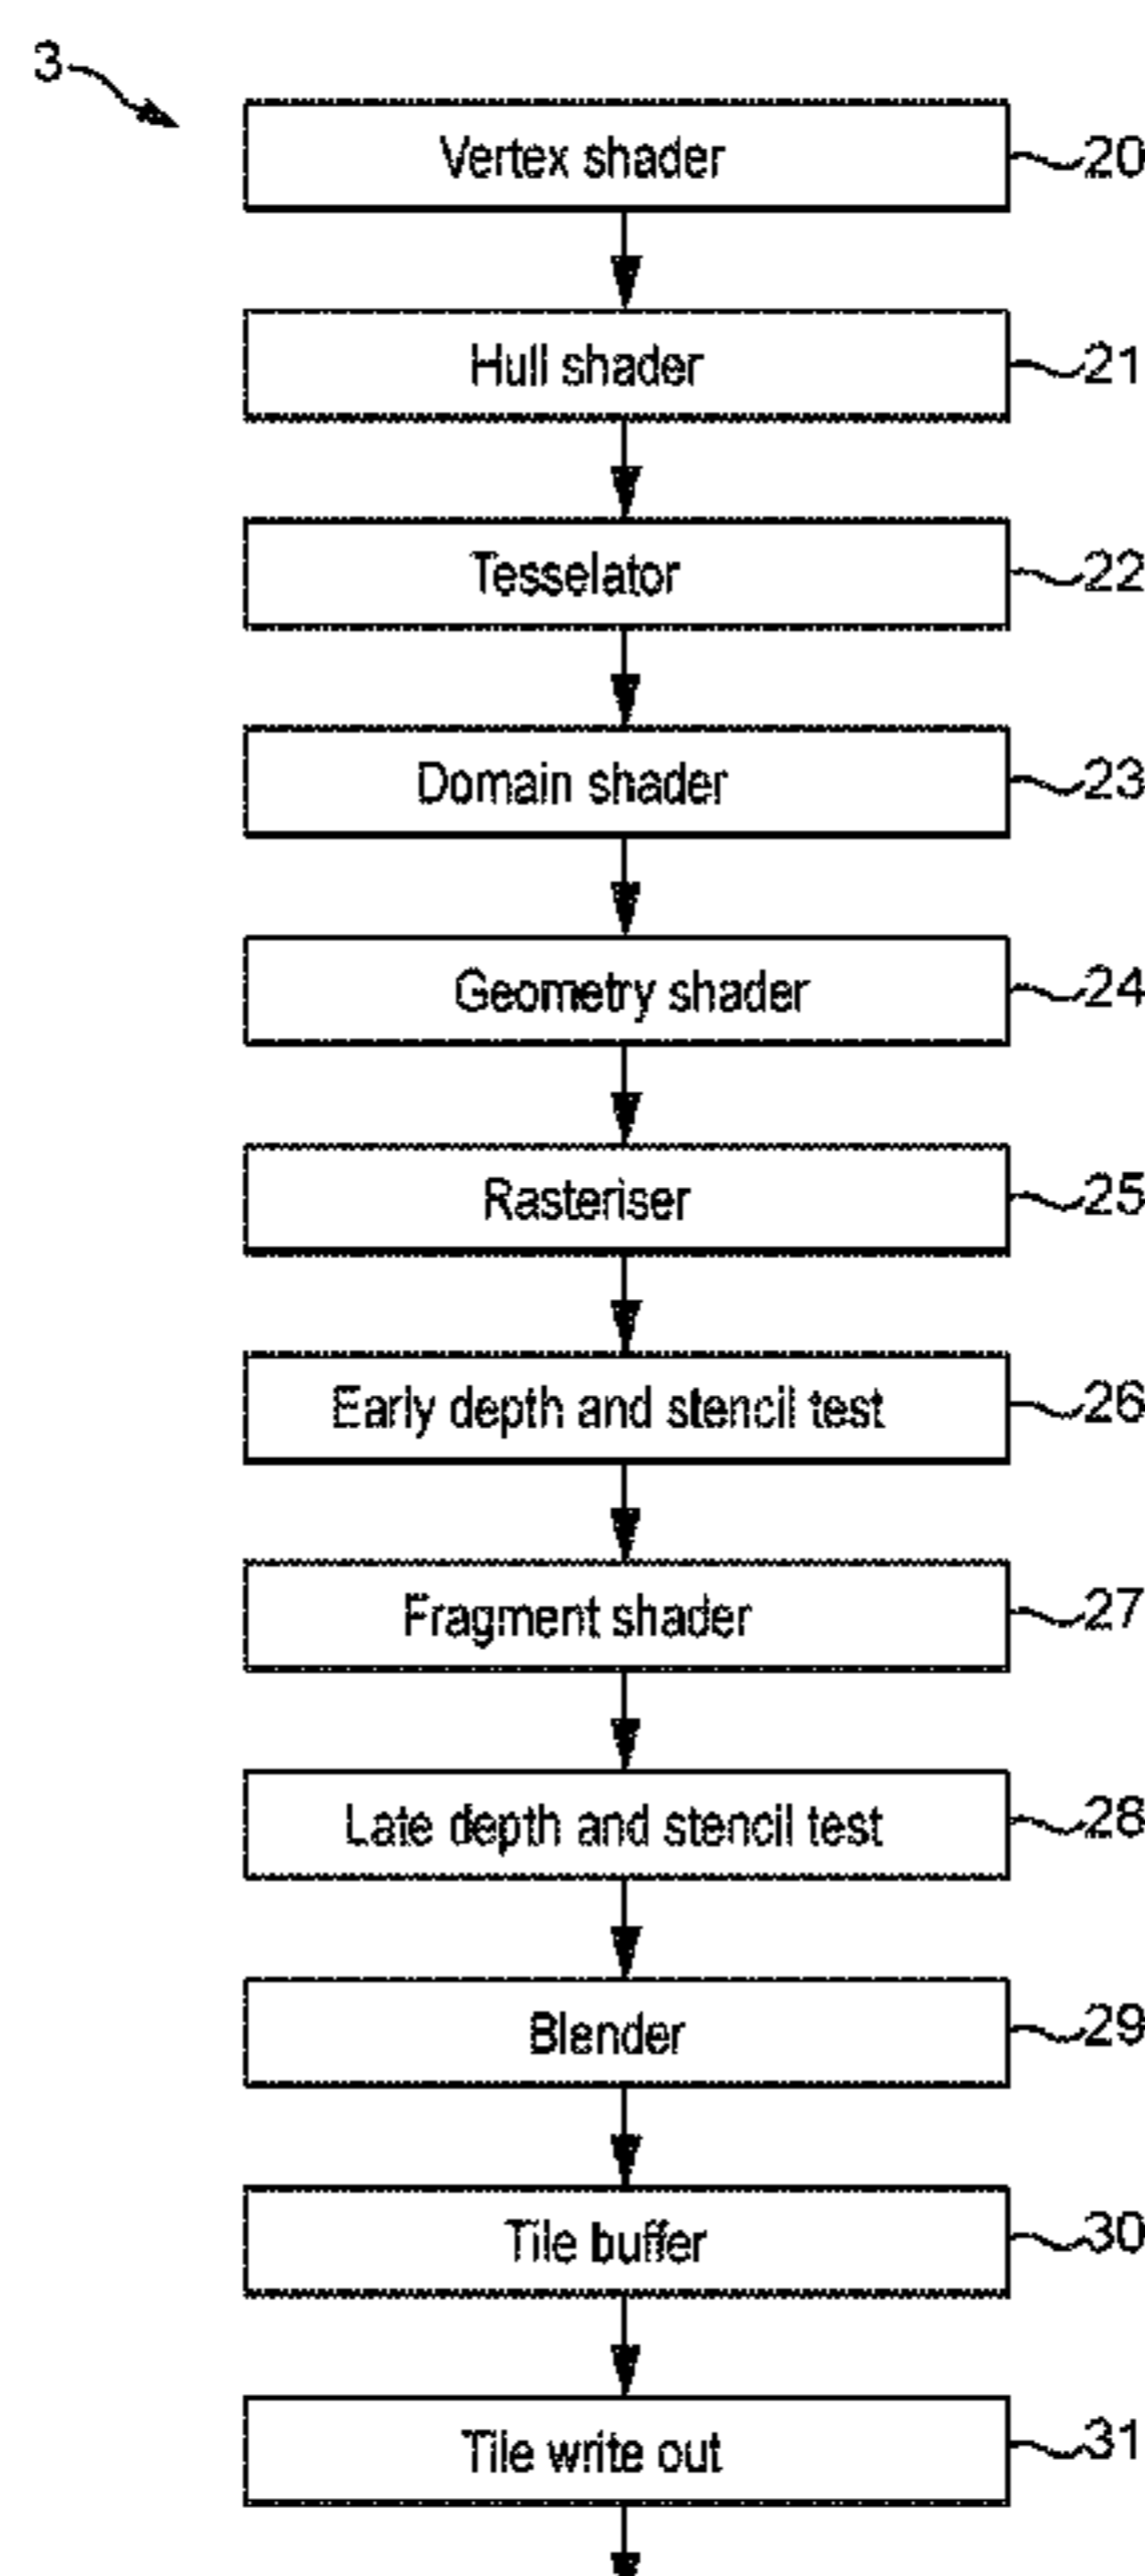 3
Vertex shader 20
Hull shader 21
Tesselator 22
Domain shader 23
Geometry shader 24
Rasteriser 25
Early depth and stencil test 26
Fragment shader 27
Late depth and stencil test 28
Blender 29
Tile buffer 30
Tile write out 31